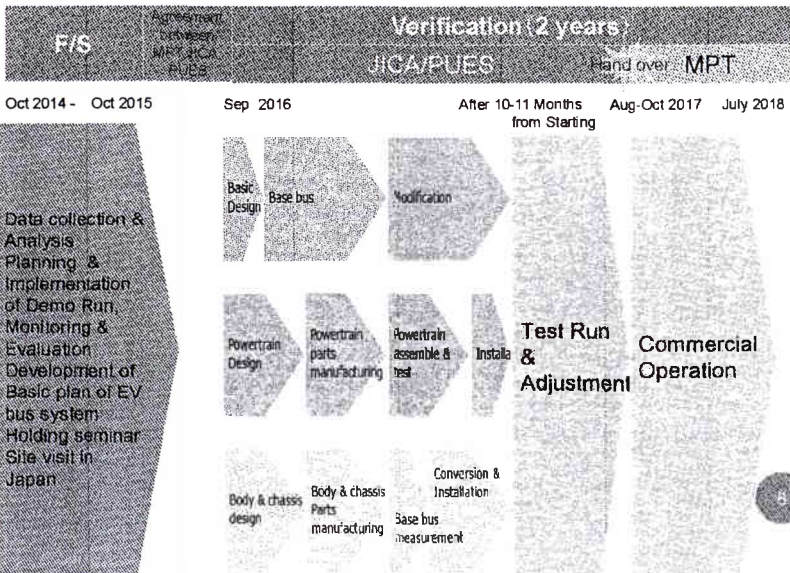 F/S
Agreement
between
MPT JICA
PUES
Verification (2 years)
JICA/PUES
Hand over MPT
Oct 2014 - Oct 2015
Sep 2016
After 10-11 Months
from Starting
Aug-Oct 2017
July 2018
Data collection &
Analysis
Planning &
Implementation
of Demo Run,
Monitoring &
Evaluation
Development of
Basic plan of EV
bus system
Holding seminar
Site visit in
Japan
Basic
Design
Base bus
Modification
Powertrain
Design
Powertrain
parts
manufacturing
Powertrain
assemble &
test
Installa
Body & chassis
design
Body & chassis
Parts
manufacturing
Conversion &
Installation
Base bus
measurement
Test Run
&
Adjustment
Commercial
Operation